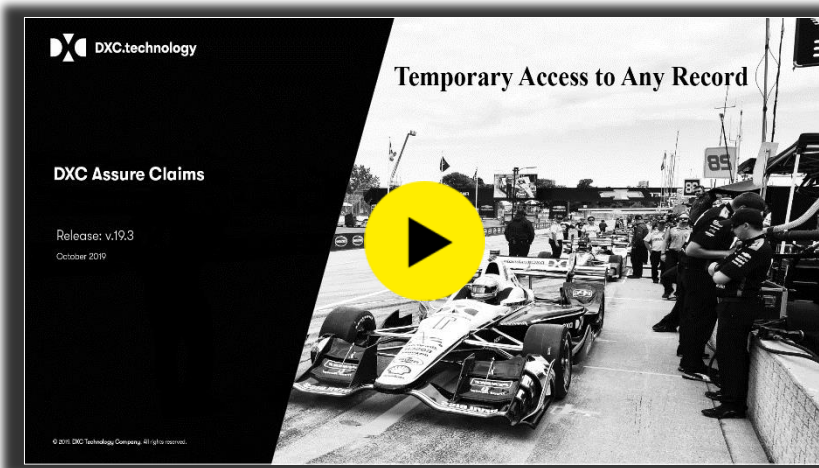 DXC.technology
Temporary Access to Any Record
DXC Assure Claims
Release: v.19.3
October 2019
85
© 2019. DXC Technology Company. All rights reserved.